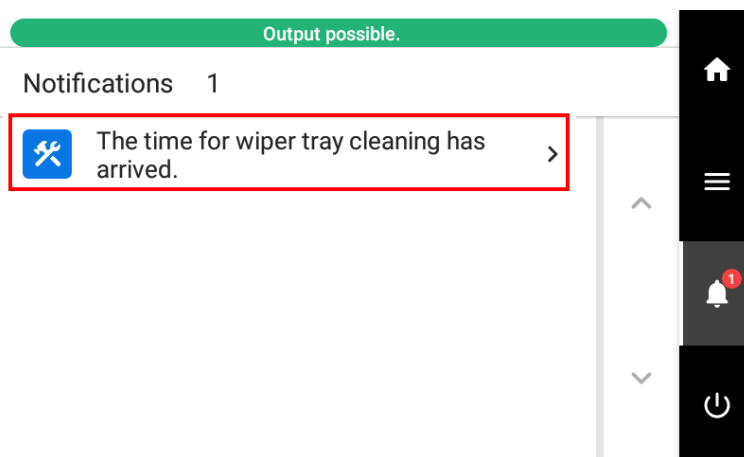 Output possible.
Notifications 1
The time for wiper tray cleaning has
arrived.
1